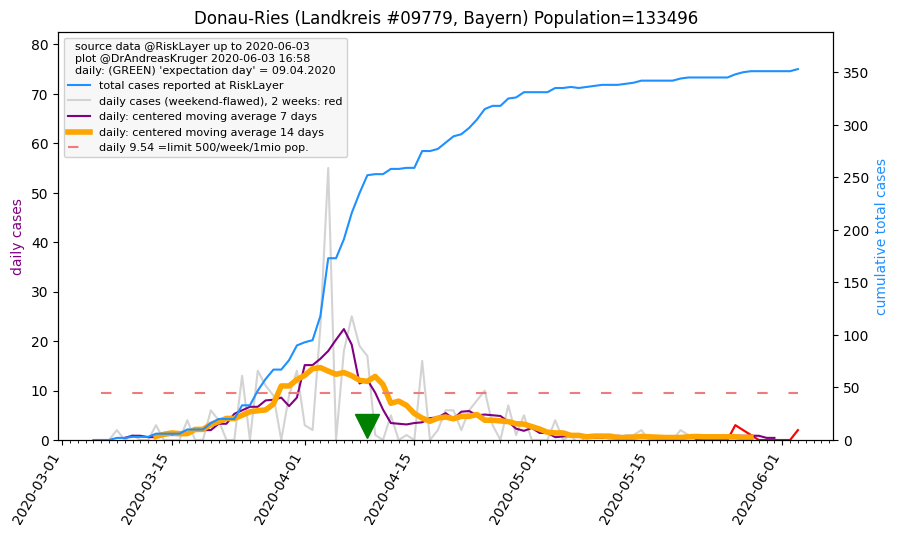 Donau-Ries (Landkreis #09779, Bayern) Population=133496
source data @RiskLayer up to 2020-06-03
plot @DrAndreasKruger 2020-06-03 16:58
daily: (GREEN) 'expectation day' = 09.04.2020
total cases reported at RiskLayer
daily cases (weekend-flawed), 2 weeks: red
daily: centered moving average 7 days
daily: centered moving average 14 days
daily 9.54 =limit 500/week/1mio pop.
daily cases
80
70
60
50
40
30
20
10
0
cumulative total cases
350
300
250
200
150
100
50
0
2020-03-01
2020-03-15
2020-04-01
2020-04-15
2020-05-01
2020-05-15
2020-06-01